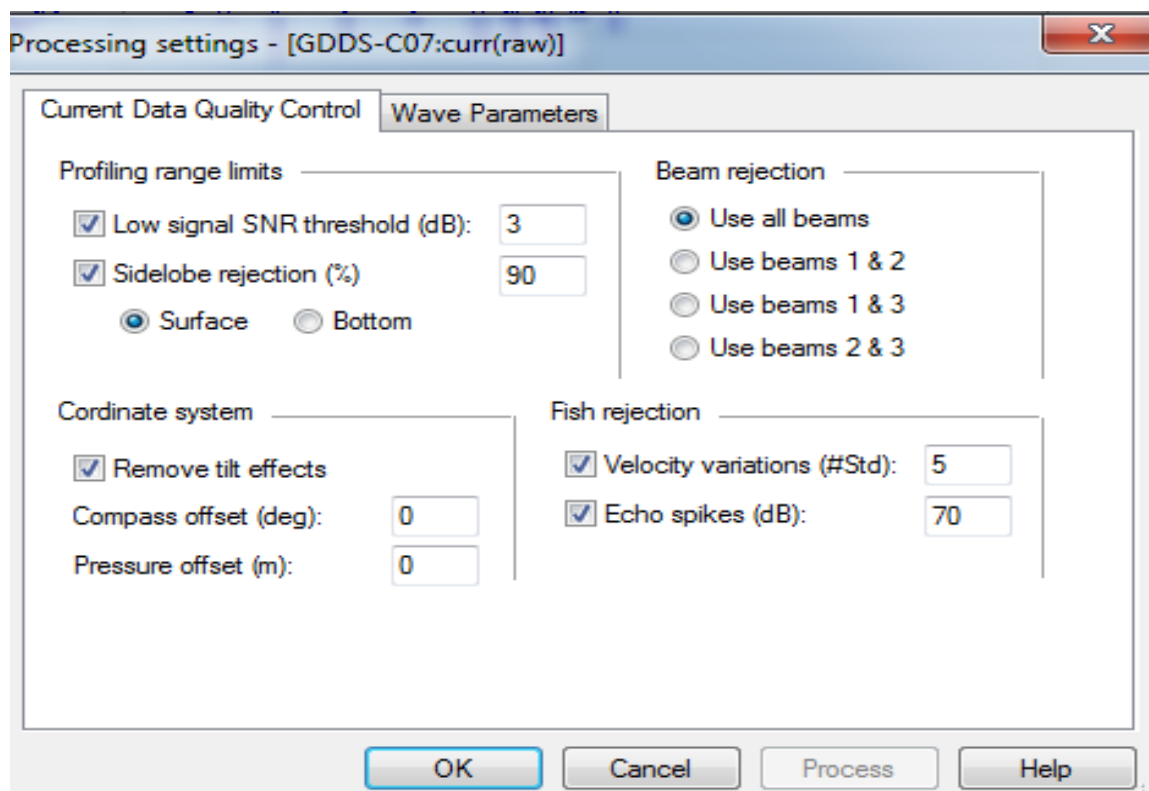 Processing settings - [GDDS-C07:curr(raw)]
Current Data Quality Control
Wave Parameters
Profiling range limits
Low signal SNR threshold (dB): 3
Sidelobe rejection (%) 90
Surface Bottom
Beam rejection
Use all beams
Use beams 1 & 2
Use beams 1 & 3
Use beams 2 & 3
Cordinate system
Remove tilt effects
Compass offset (deg): 0
Pressure offset (m): 0
Fish rejection
Velocity variations (#Std): 5
Echo spikes (dB): 70
OK Cancel Process Help